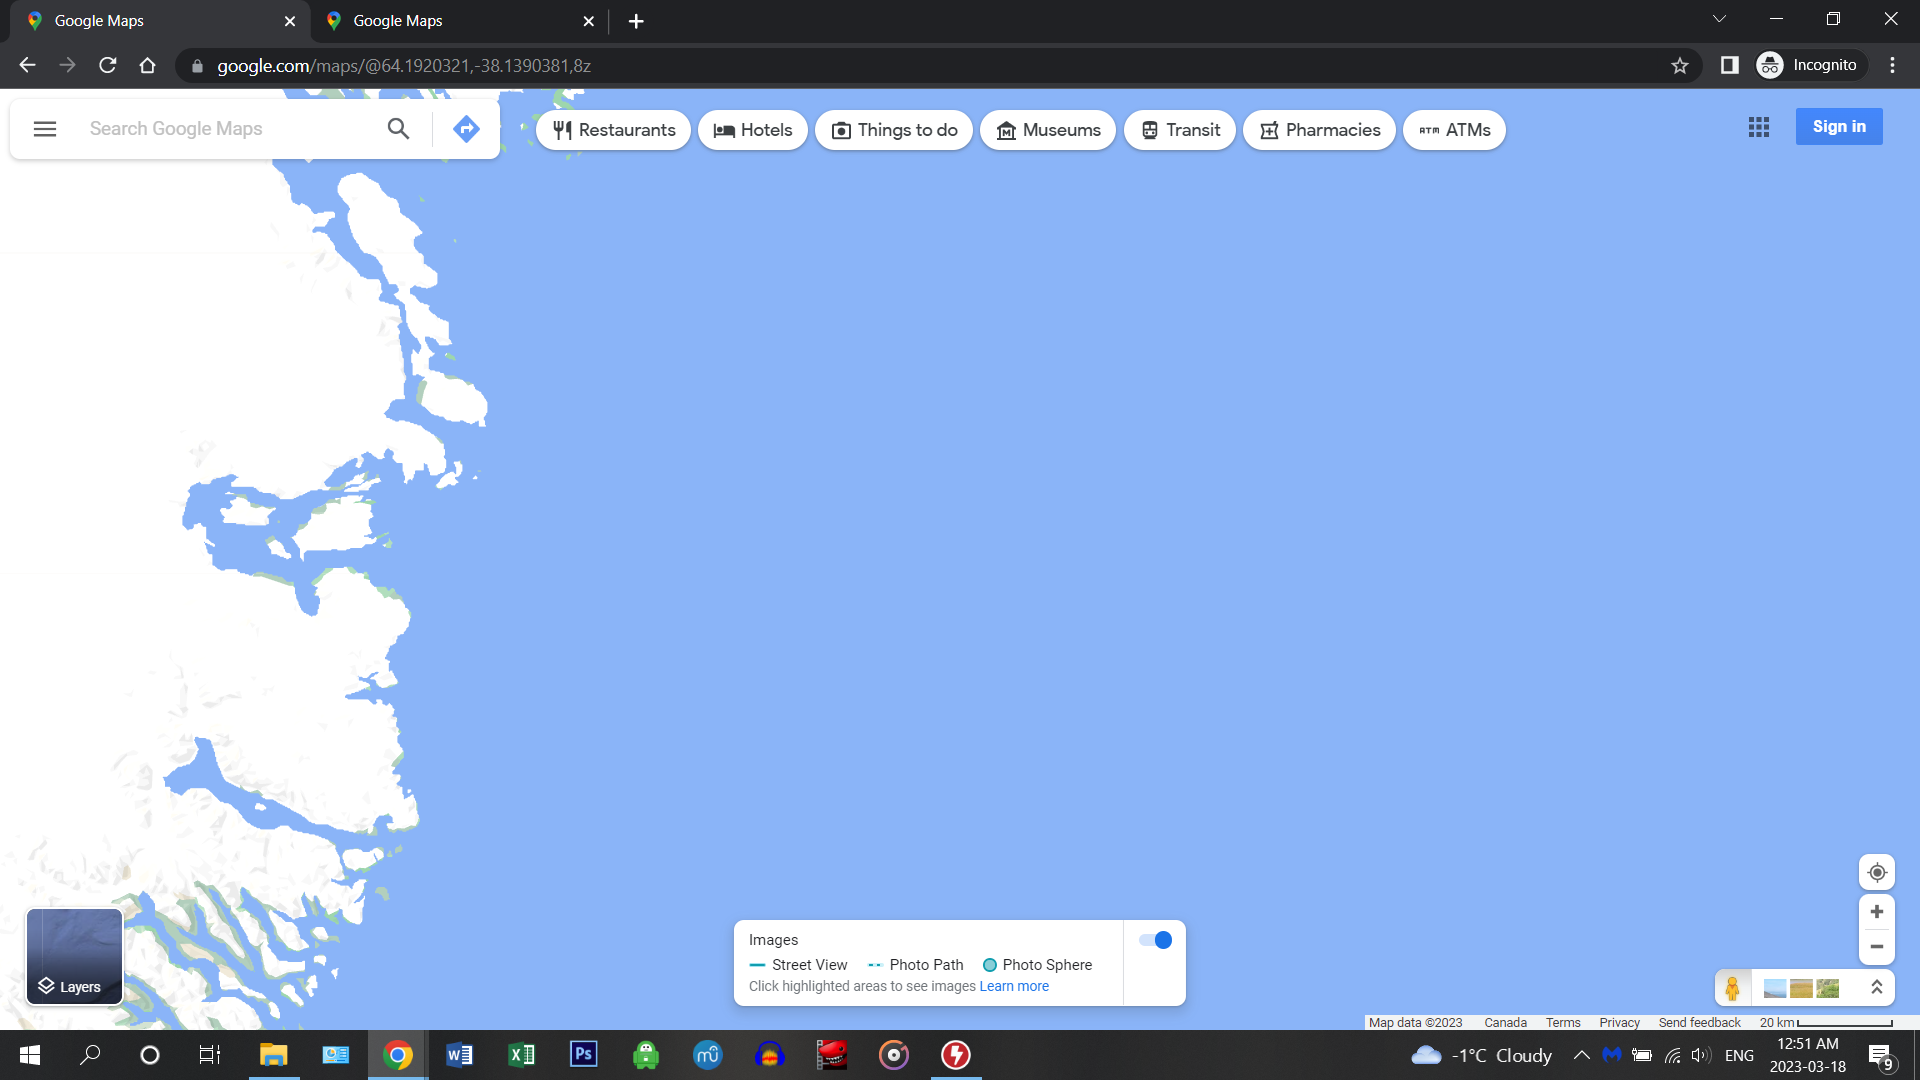 Google Maps
Google Maps
google.com/maps/@64.1920321,-38.1390381,8z
Incognito
Search Google Maps
Restaurants
Hotels
Things to do
Museums
Transit
Pharmacies
ATM ATMs
Sign in
Layers
Images
Street View Photo Path Photo Sphere
Click highlighted areas to see images Learn more
Map data ©2023 Canada Terms Privacy Send feedback 20 km
-1°C Cloudy
ENG
12:51 AM
2023-03-18
9
W
X
Ps